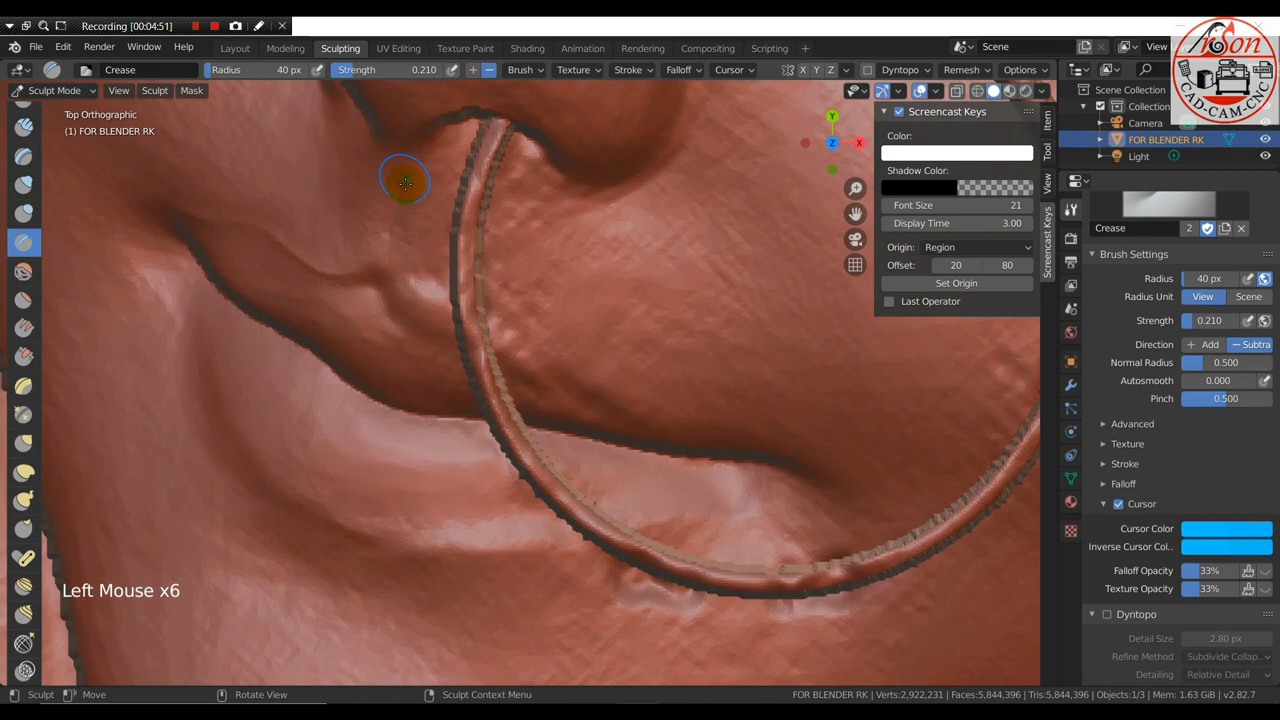 Recording [00:04:51]
File Edit Render Window Help Layout Modeling Sculpting UV Editing Texture Paint Shading Animation Rendering Compositing Scripting + Scene View
Crease Radius 40 px Strength 0.210 + − Brush Texture Stroke Falloff Cursor X Y Z Dyntopo Remesh Options
Sculpt Mode View Sculpt Mask
Top Orthographic
(1) FOR BLENDER RK
Y
Z
X
Screencast Keys
Color:
Shadow Color:
Font Size 21
Display Time 3.00
Origin: Region
Offset: 20 80
Set Origin
Last Operator
Item
Tool
View
Screencast Keys
CAD-CAM-CNC
Scene Collection
Collection
Camera
FOR BLENDER RK
Light
Crease 2
Brush Settings
Radius 40 px
Radius Unit View Scene
Strength 0.210
Direction + Add − Subtra
Normal Radius 0.500
Autosmooth 0.000
Pinch 0.500
Advanced
Texture
Stroke
Falloff
Cursor
Cursor Color
Inverse Cursor Col..
Falloff Opacity 33%
Texture Opacity 33%
Dyntopo
Detail Size 2.80 px
Refine Method Subdivide Collap..
Detailing Relative Detail
Left Mouse x6
Sculpt Move Rotate View Sculpt Context Menu FOR BLENDER RK | Verts:2,922,231 | Faces:5,844,396 | Tris:5,844,396 | Objects:1/3 | Mem: 1.63 GiB | v2.82.7